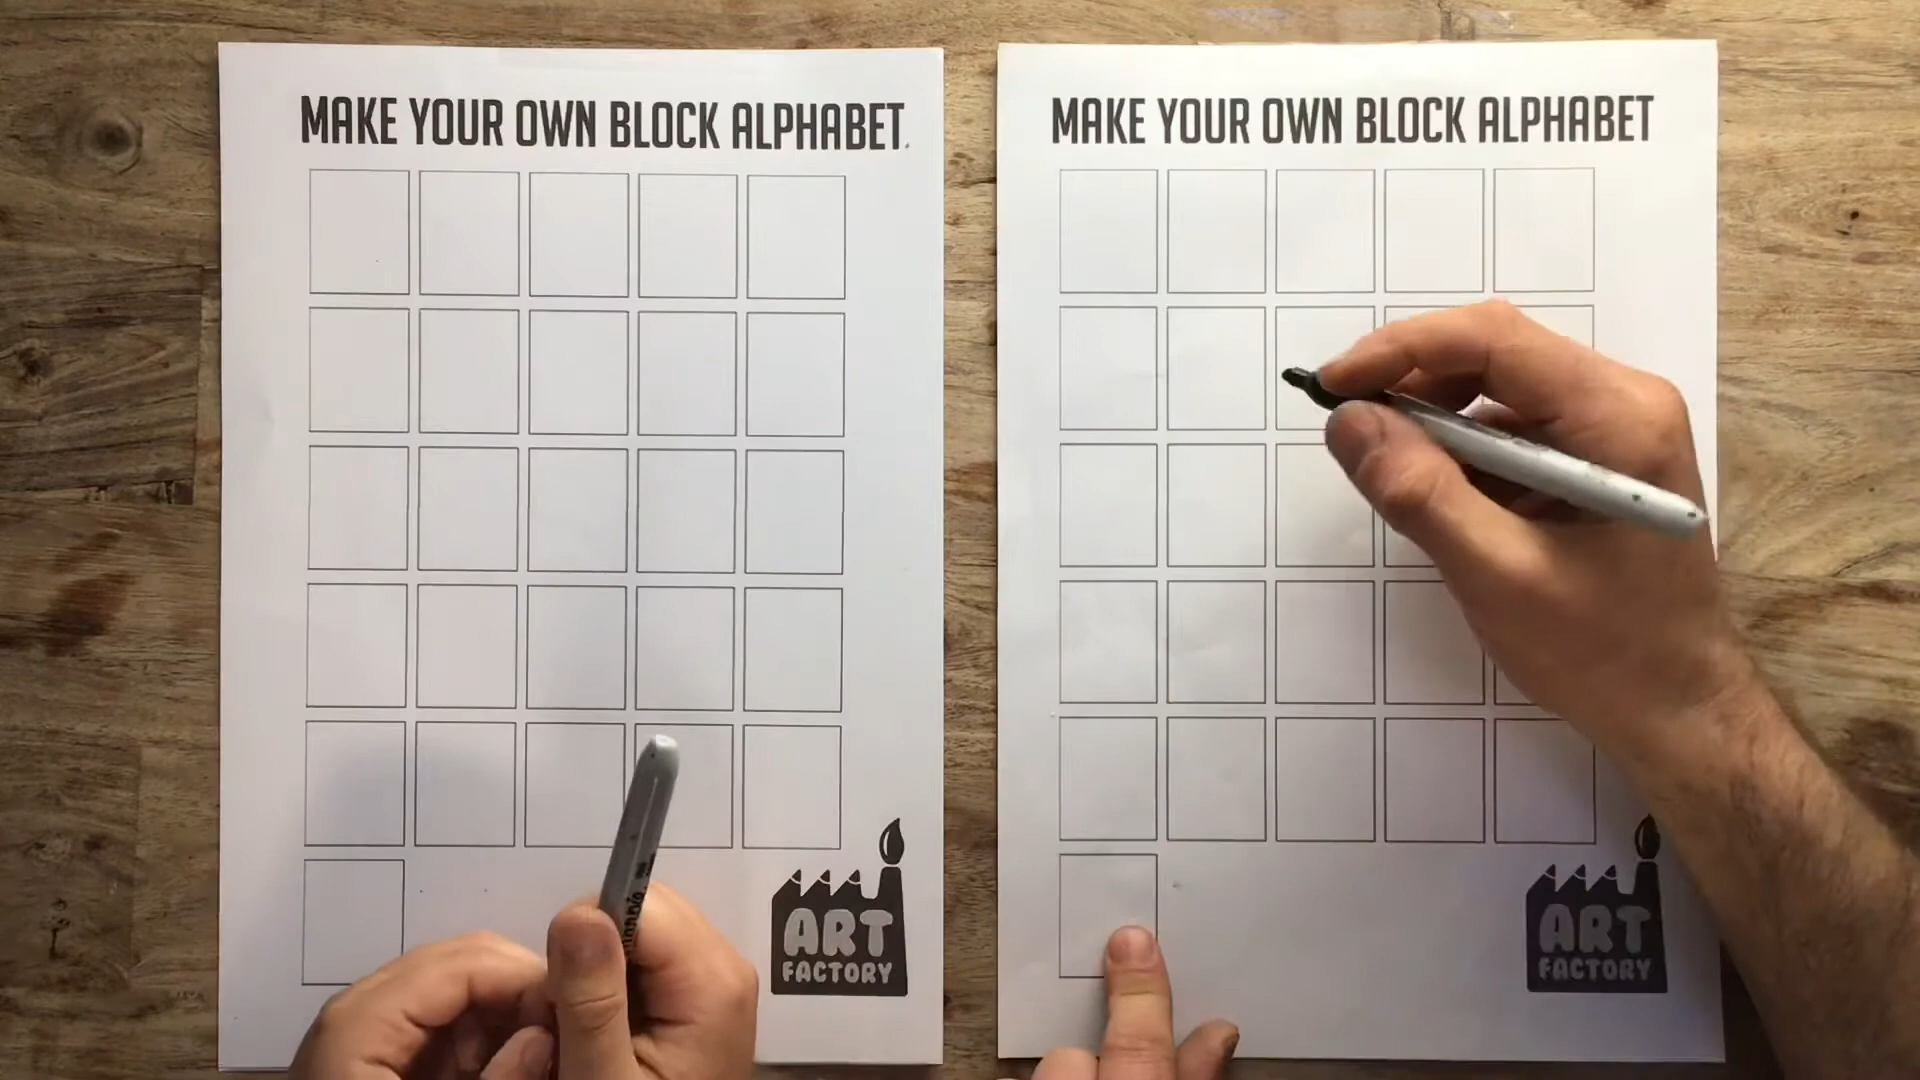 MAKE YOUR OWN BLOCK ALPHABET.
ART
FACTORY
MAKE YOUR OWN BLOCK ALPHABET
ART
FACTORY